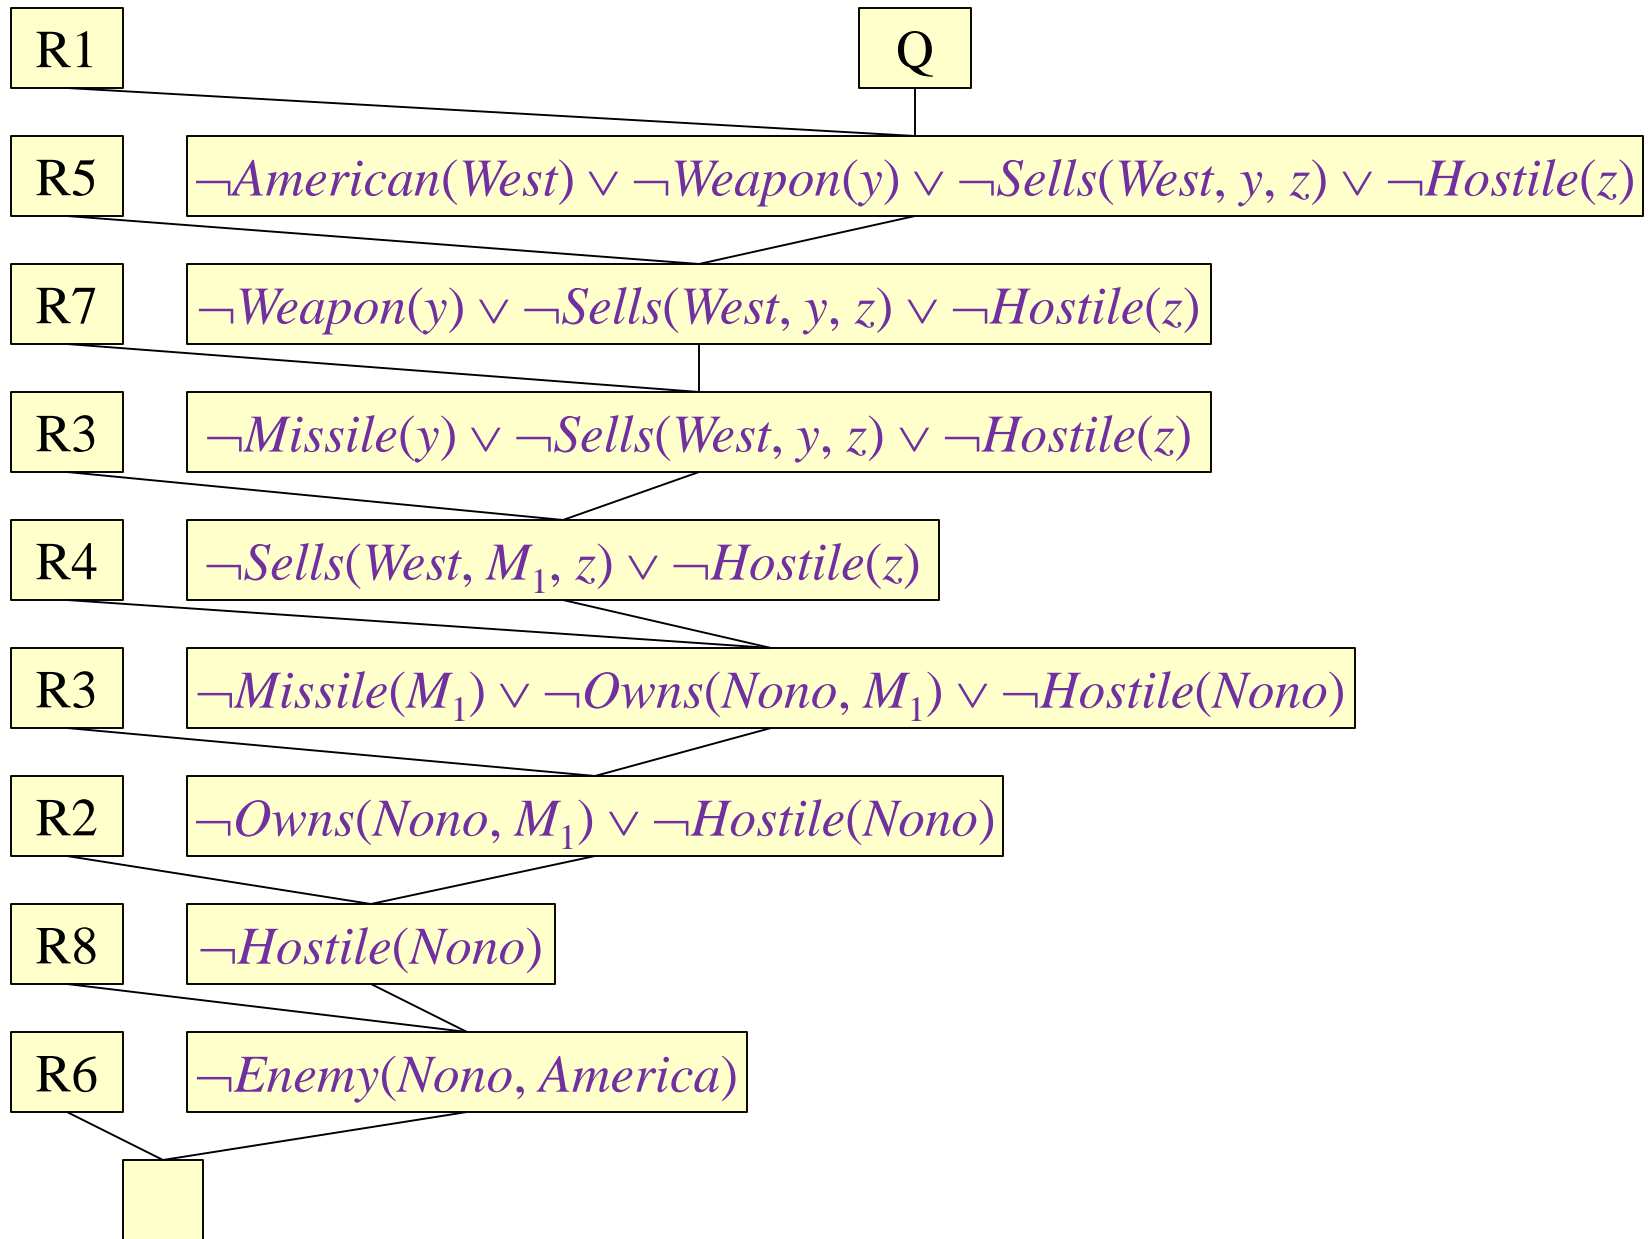 R1 Q
R5 ¬American(West) ∨ ¬Weapon(y) ∨ ¬Sells(West, y, z) ∨ ¬Hostile(z)
R7 ¬Weapon(y) ∨ ¬Sells(West, y, z) ∨ ¬Hostile(z)
R3 ¬Missile(y) ∨ ¬Sells(West, y, z) ∨ ¬Hostile(z)
R4 ¬Sells(West, M₁, z) ∨ ¬Hostile(z)
R3 ¬Missile(M₁) ∨ ¬Owns(Nono, M₁) ∨ ¬Hostile(Nono)
R2 ¬Owns(Nono, M₁) ∨ ¬Hostile(Nono)
R8 ¬Hostile(Nono)
R6 ¬Enemy(Nono, America)